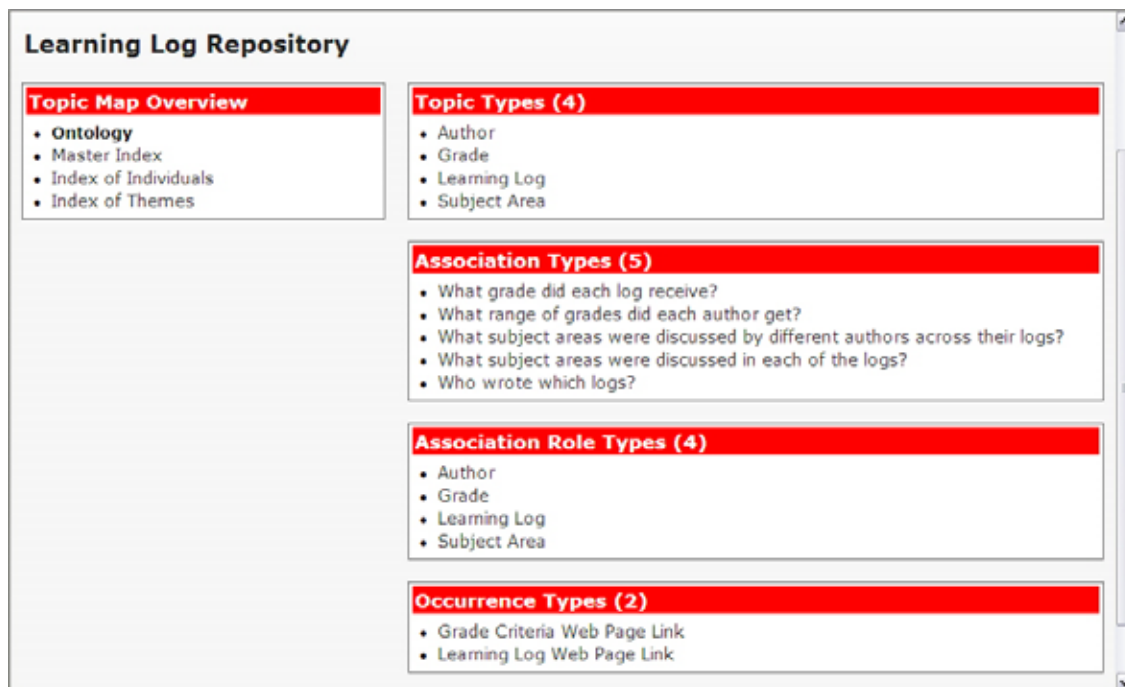 Learning Log Repository
Topic Map Overview
Ontology
Master Index
Index of Individuals
Index of Themes
Topic Types (4)
Author
Grade
Learning Log
Subject Area
Association Types (5)
What grade did each log receive?
What range of grades did each author get?
What subject areas were discussed by different authors across their logs?
What subject areas were discussed in each of the logs?
Who wrote which logs?
Association Role Types (4)
Author
Grade
Learning Log
Subject Area
Occurrence Types (2)
Grade Criteria Web Page Link
Learning Log Web Page Link